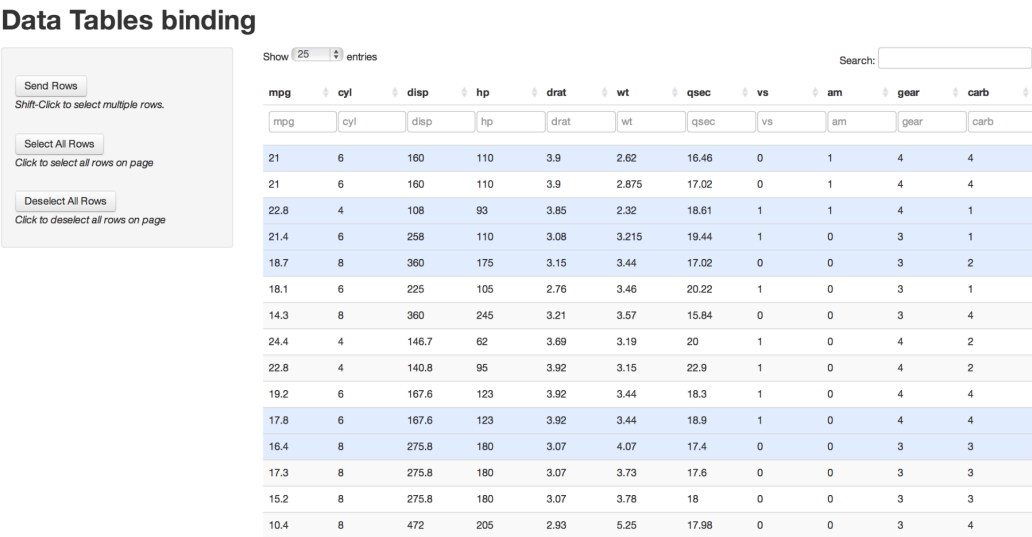 Data Tables binding
Send Rows
Shift-Click to select multiple rows.
Select All Rows
Click to select all rows on page
Deselect All Rows
Click to deselect all rows on page
Show 25 entries
Search:
mpg cyl disp hp drat wt qsec vs am gear carb
mpg cyl disp hp drat wt qsec vs am gear carb
21 6 160 110 3.9 2.62 16.46 0 1 4 4
21 6 160 110 3.9 2.875 17.02 0 1 4 4
22.8 4 108 93 3.85 2.32 18.61 1 1 4 1
21.4 6 258 110 3.08 3.215 19.44 1 0 3 1
18.7 8 360 175 3.15 3.44 17.02 0 0 3 2
18.1 6 225 105 2.76 3.46 20.22 1 0 3 1
14.3 8 360 245 3.21 3.57 15.84 0 0 3 4
24.4 4 146.7 62 3.69 3.19 20 1 0 4 2
22.8 4 140.8 95 3.92 3.15 22.9 1 0 4 2
19.2 6 167.6 123 3.92 3.44 18.3 1 0 4 4
17.8 6 167.6 123 3.92 3.44 18.9 1 0 4 4
16.4 8 275.8 180 3.07 4.07 17.4 0 0 3 3
17.3 8 275.8 180 3.07 3.73 17.6 0 0 3 3
15.2 8 275.8 180 3.07 3.78 18 0 0 3 3
10.4 8 472 205 2.93 5.25 17.98 0 0 3 4